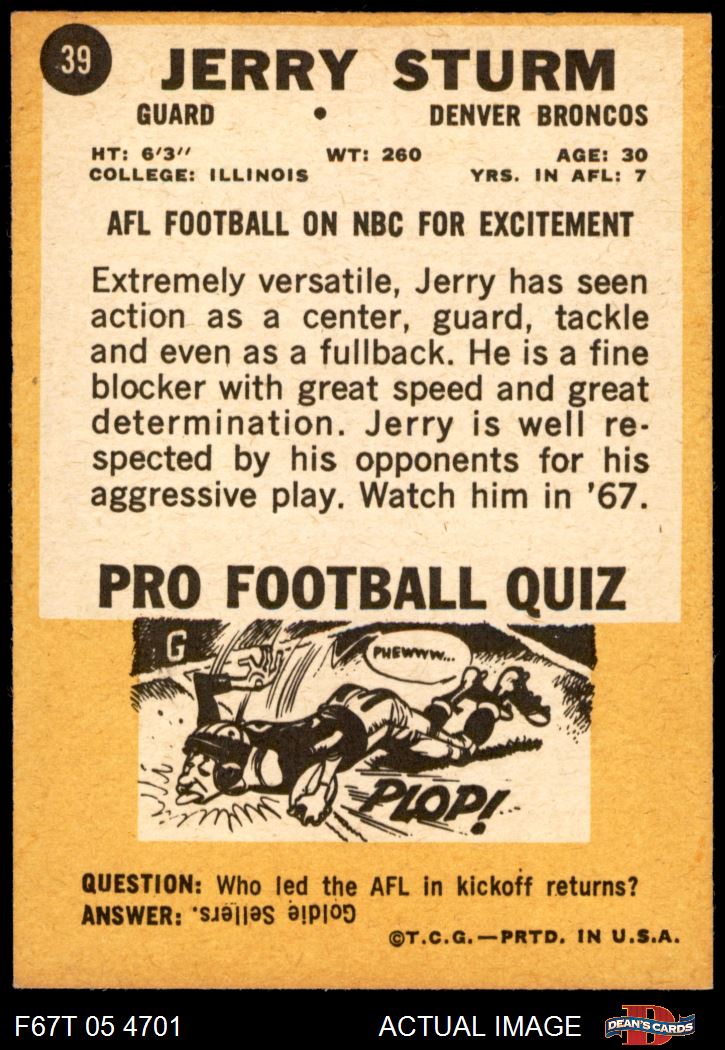 39
JERRY STURM
GUARD • DENVER BRONCOS
HT: 6'3" WT: 260 AGE: 30
COLLEGE: ILLINOIS YRS. IN AFL: 7
AFL FOOTBALL ON NBC FOR EXCITEMENT
Extremely versatile, Jerry has seen
action as a center, guard, tackle
and even as a fullback. He is a fine
blocker with great speed and great
determination. Jerry is well re-
spected by his opponents for his
aggressive play. Watch him in '67.
PRO FOOTBALL QUIZ
G
PHEWWW...
PLOP!
QUESTION: Who led the AFL in kickoff returns?
ANSWER: Goldie Sellers.
©T.C.G.—PRTD. IN U.S.A.
F67T 05 4701 ACTUAL IMAGE
D
DEAN'S CARDS